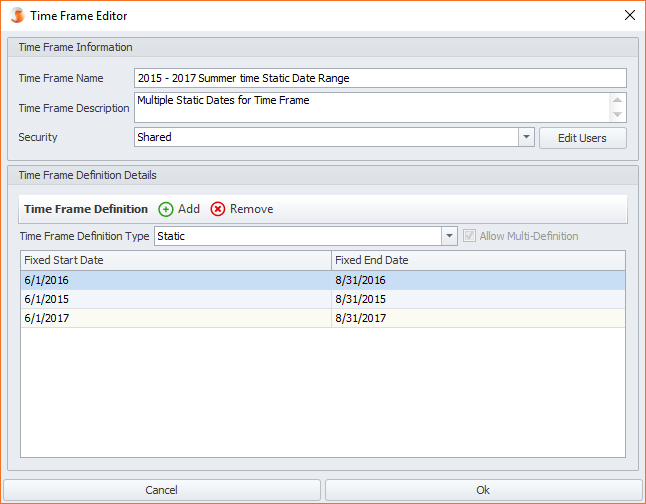 Time Frame Editor
Time Frame Information
Time Frame Name 2015 - 2017 Summer time Static Date Range
Time Frame Description Multiple Static Dates for Time Frame
Security Shared Edit Users
Time Frame Definition Details
Time Frame Definition Add Remove
Time Frame Definition Type Static Allow Multi-Definition
Fixed Start Date Fixed End Date
6/1/2016 8/31/2016
6/1/2015 8/31/2015
6/1/2017 8/31/2017
Cancel Ok